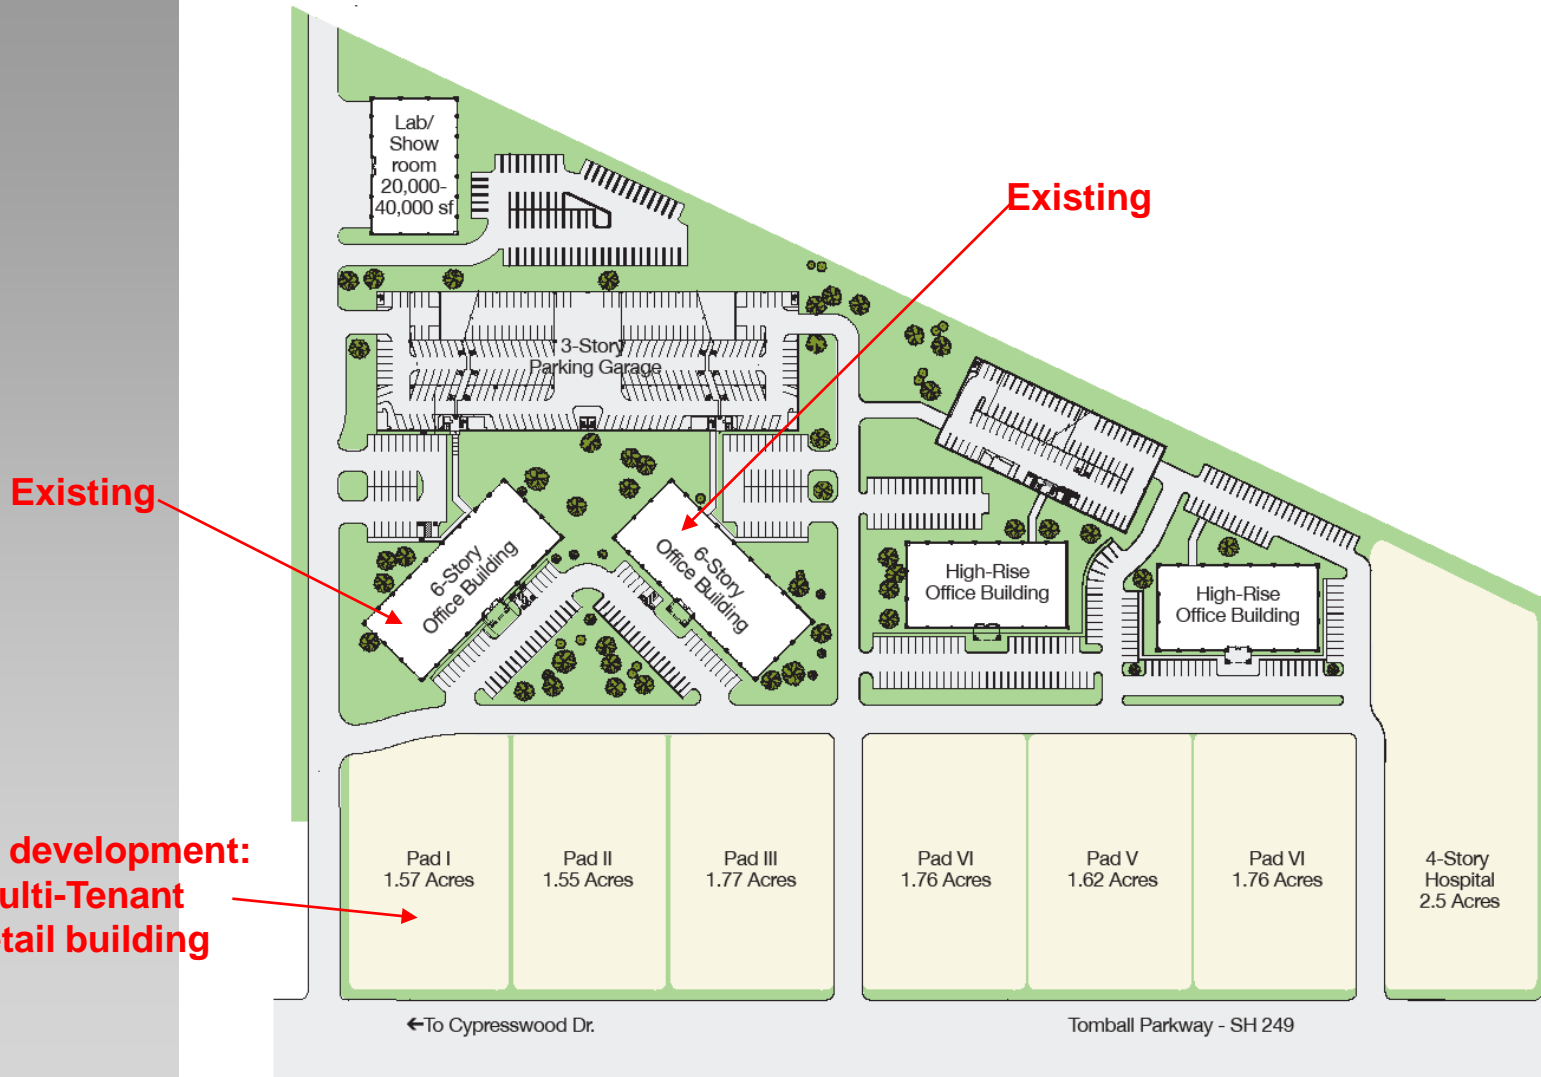 Lab/
Show
room
20,000-
40,000 sf
Existing
3-Story
Parking Garage
Existing
6-Story
Office Building
6-Story
Office Building
High-Rise
Office Building
High-Rise
Office Building
development:
ulti-Tenant
tail building
Pad I
1.57 Acres
Pad II
1.55 Acres
Pad III
1.77 Acres
Pad VI
1.76 Acres
Pad V
1.62 Acres
Pad VI
1.76 Acres
4-Story
Hospital
2.5 Acres
←To Cypresswood Dr.
Tomball Parkway - SH 249